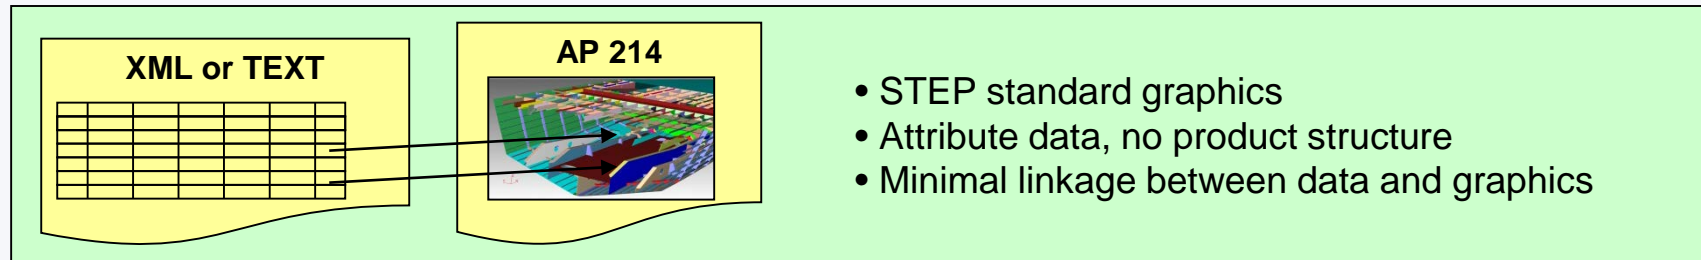 XML or TEXT
AP 214
• STEP standard graphics
• Attribute data, no product structure
• Minimal linkage between data and graphics